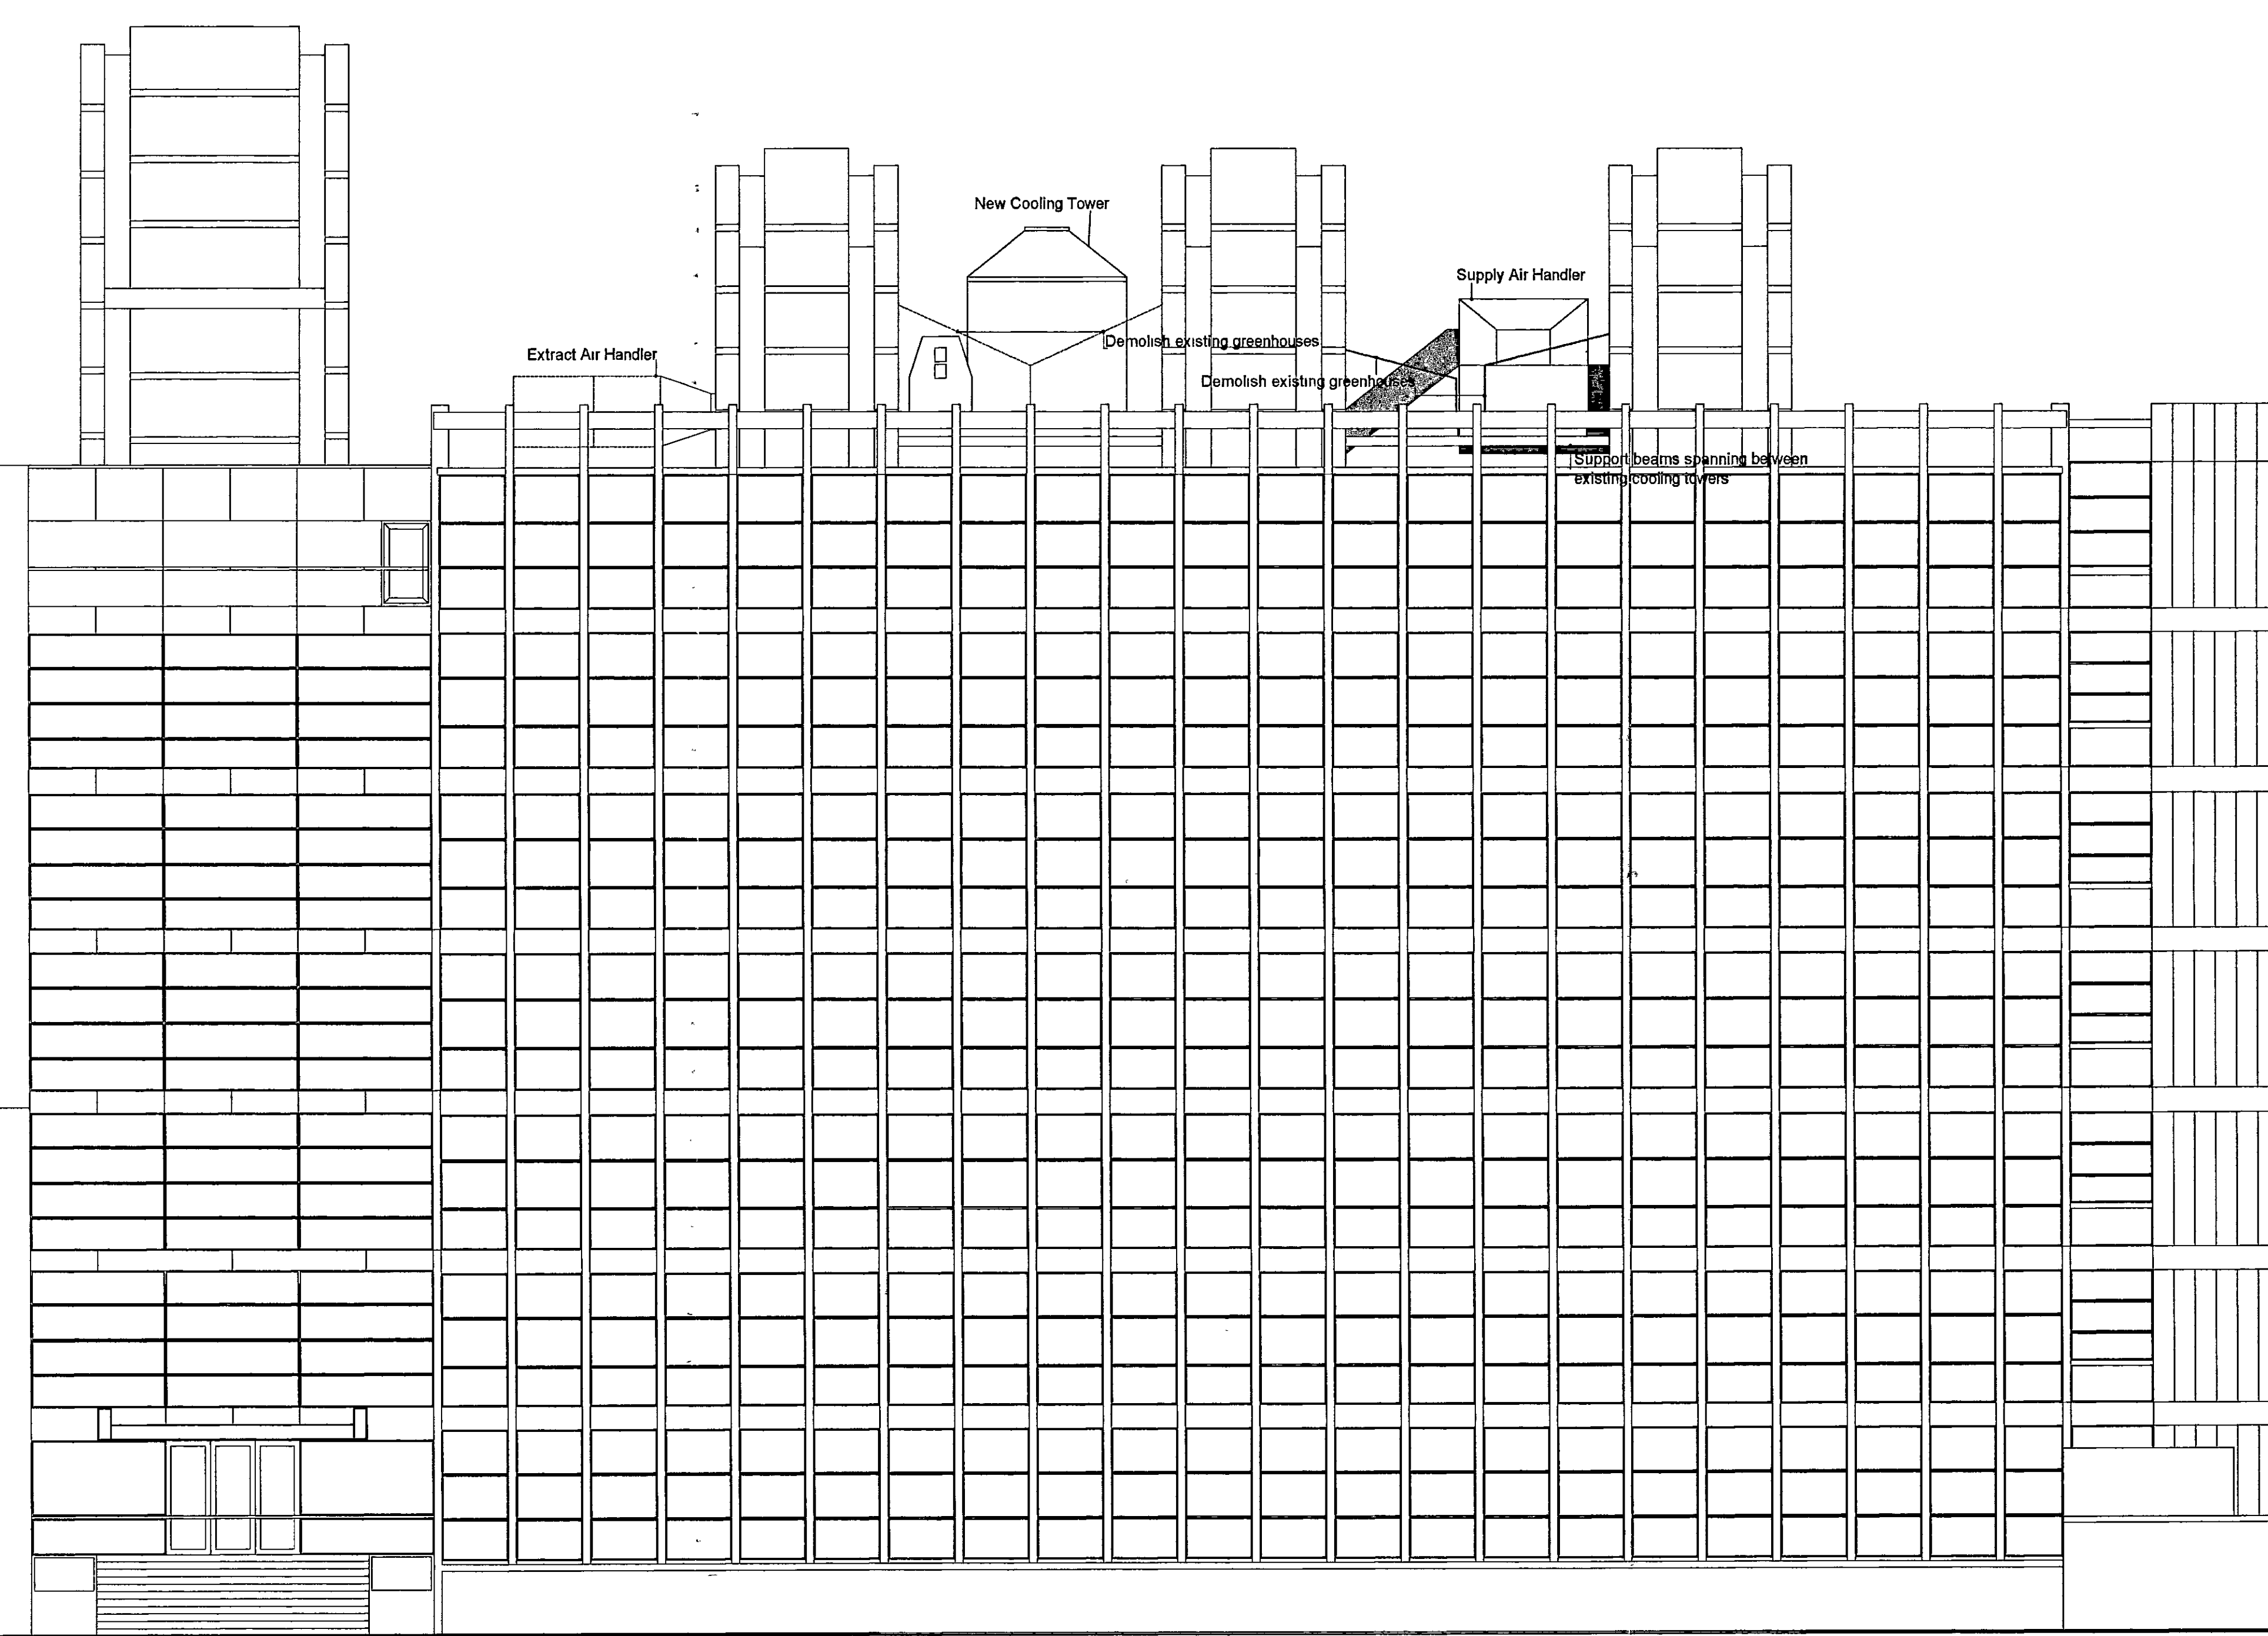 New Cooling Tower
Supply Air Handler
Demolish existing greenhouses
Extract Air Handler
Demolish existing greenhouses
Support beams spanning between
existing cooling towers